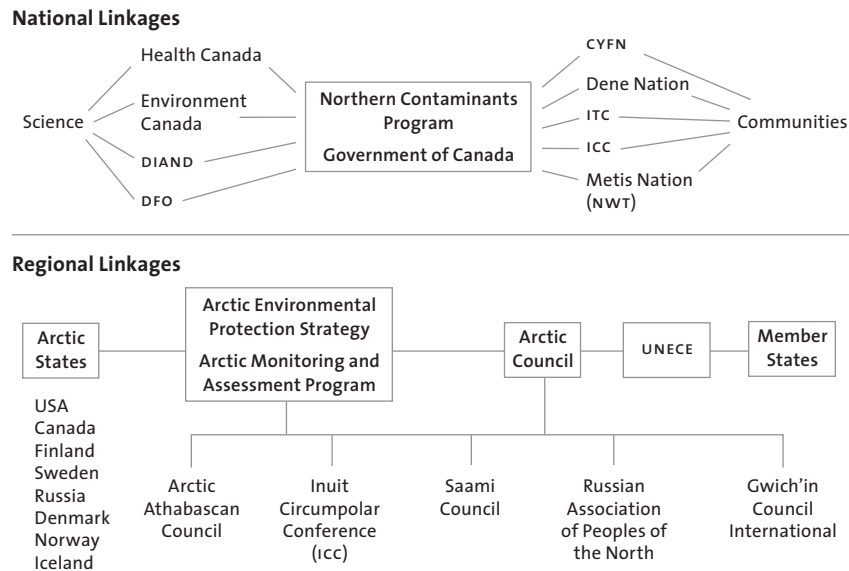 National Linkages
Health Canada
Environment
Canada
DIAND
DFO
Science
Northern Contaminants
Program
Government of Canada
CYFN
Dene Nation
ITC
ICC
Metis Nation
(NWT)
Communities
Regional Linkages
Arctic
States
Arctic Environmental
Protection Strategy
Arctic Monitoring and
Assessment Program
Arctic
Council
UNECE
Member
States
USA
Canada
Finland
Sweden
Russia
Denmark
Norway
Iceland
Arctic
Athabascan
Council
Inuit
Circumpolar
Conference
(ICC)
Saami
Council
Russian
Association
of Peoples of
the North
Gwich’in
Council
International